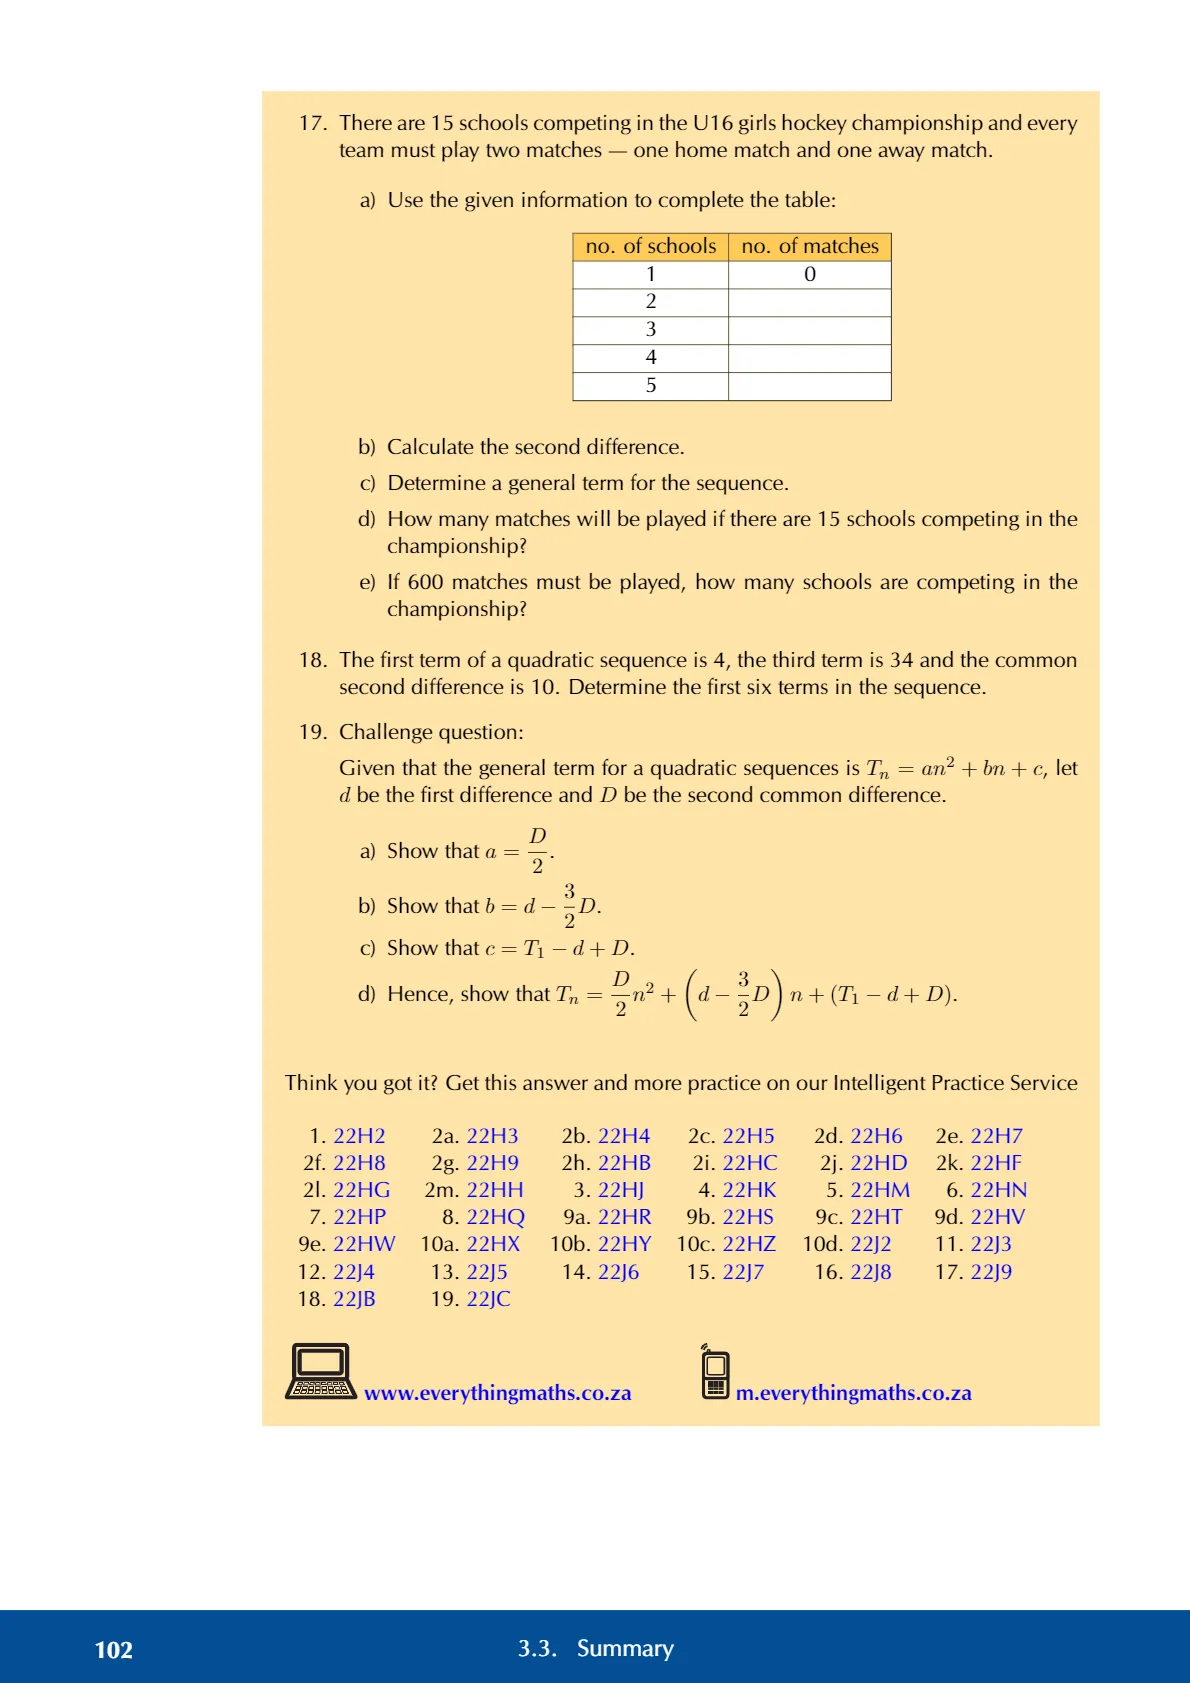 17. There are 15 schools competing in the U16 girls hockey championship and every
team must play two matches — one home match and one away match.
a) Use the given information to complete the table:
no. of schools no. of matches
1 0
2
3
4
5
b) Calculate the second difference.
c) Determine a general term for the sequence.
d) How many matches will be played if there are 15 schools competing in the
championship?
e) If 600 matches must be played, how many schools are competing in the
championship?
18. The first term of a quadratic sequence is 4, the third term is 34 and the common
second difference is 10. Determine the first six terms in the sequence.
19. Challenge question:
Given that the general term for a quadratic sequences is Tₙ = an² + bn + c, let
d be the first difference and D be the second common difference.
a) Show that a = D/2.
b) Show that b = d − 3/2 D.
c) Show that c = T₁ − d + D.
d) Hence, show that Tₙ = D/2 n² + (d − 3/2 D) n + (T₁ − d + D).
Think you got it? Get this answer and more practice on our Intelligent Practice Service
1. 22H2 2a. 22H3 2b. 22H4 2c. 22H5 2d. 22H6 2e. 22H7
2f. 22H8 2g. 22H9 2h. 22HB 2i. 22HC 2j. 22HD 2k. 22HF
2l. 22HG 2m. 22HH 3. 22HJ 4. 22HK 5. 22HM 6. 22HN
7. 22HP 8. 22HQ 9a. 22HR 9b. 22HS 9c. 22HT 9d. 22HV
9e. 22HW 10a. 22HX 10b. 22HY 10c. 22HZ 10d. 22J2 11. 22J3
12. 22J4 13. 22J5 14. 22J6 15. 22J7 16. 22J8 17. 22J9
18. 22JB 19. 22JC
www.everythingmaths.co.za m.everythingmaths.co.za
102 3.3. Summary